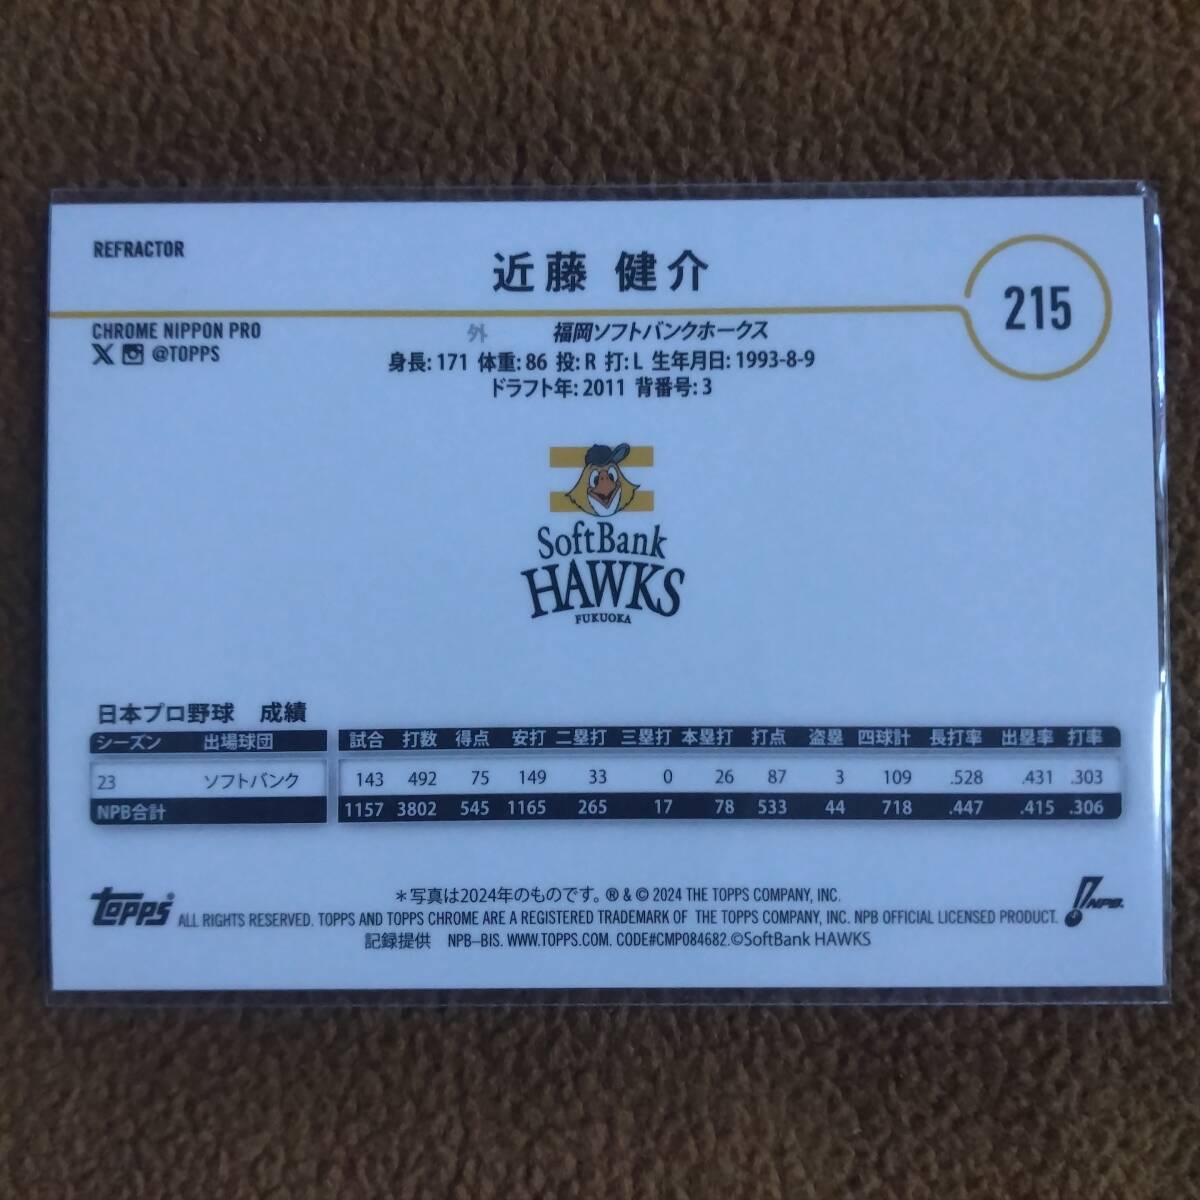 REFRACTOR
近藤 健介
215
CHROME NIPPON PRO
@TOPPS
外 福岡ソフトバンクホークス
身長: 171 体重: 86 投: R 打: L 生年月日: 1993-8-9
ドラフト年: 2011 背番号: 3
SoftBank
HAWKS
FUKUOKA
日本プロ野球 成績
シーズン 出場球団 試合 打数 得点 安打 二塁打 三塁打 本塁打 打点 盗塁 四球計 長打率 出塁率 打率
23 ソフトバンク 143 492 75 149 33 0 26 87 3 109 .528 .431 .303
NPB合計 1157 3802 545 1165 265 17 78 533 44 718 .447 .415 .306
topps
＊写真は2024年のものです。 ® & © 2024 THE TOPPS COMPANY, INC.
ALL RIGHTS RESERVED. TOPPS AND TOPPS CHROME ARE A REGISTERED TRADEMARK OF THE TOPPS COMPANY, INC. NPB OFFICIAL LICENSED PRODUCT.
記録提供 NPB–BIS. WWW.TOPPS.COM. CODE#CMP084682.©SoftBank HAWKS
NPB.